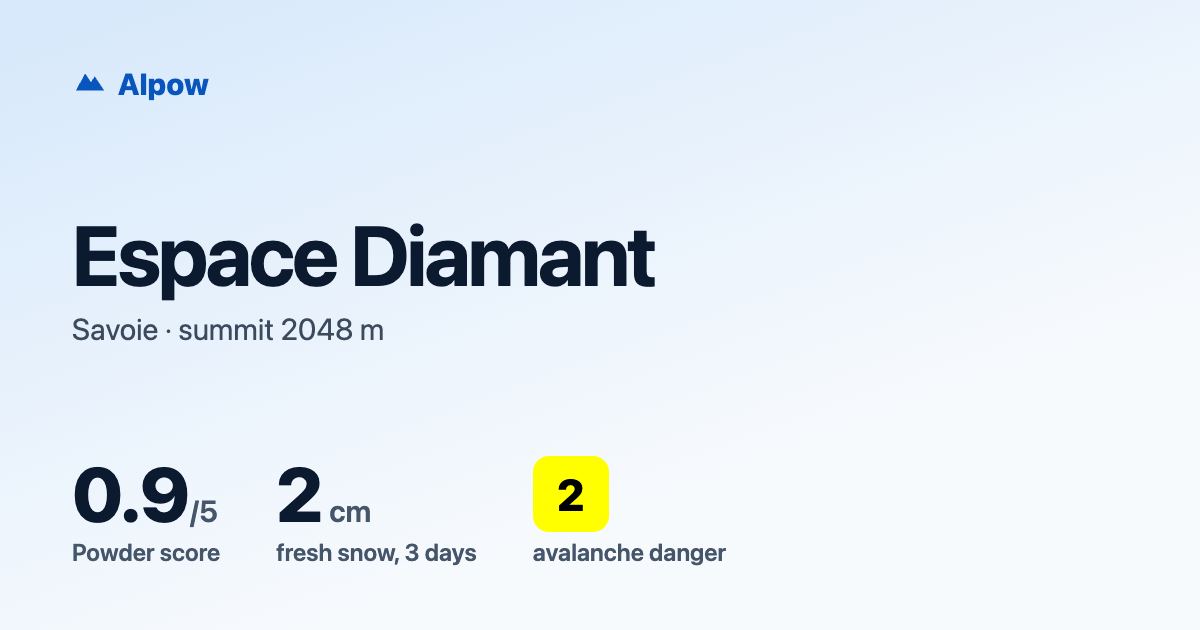 Alpow
Espace Diamant
Savoie · summit 2048 m
0.9/5
Powder score
2 cm
fresh snow, 3 days
2
avalanche danger